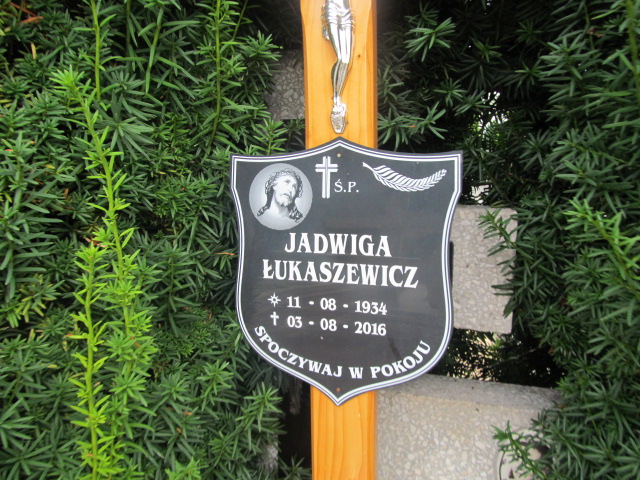 Ś.P.
JADWIGA
ŁUKASZEWICZ
11 - 08 - 1934
03 - 08 - 2016
SPOCZYWAJ W POKOJU